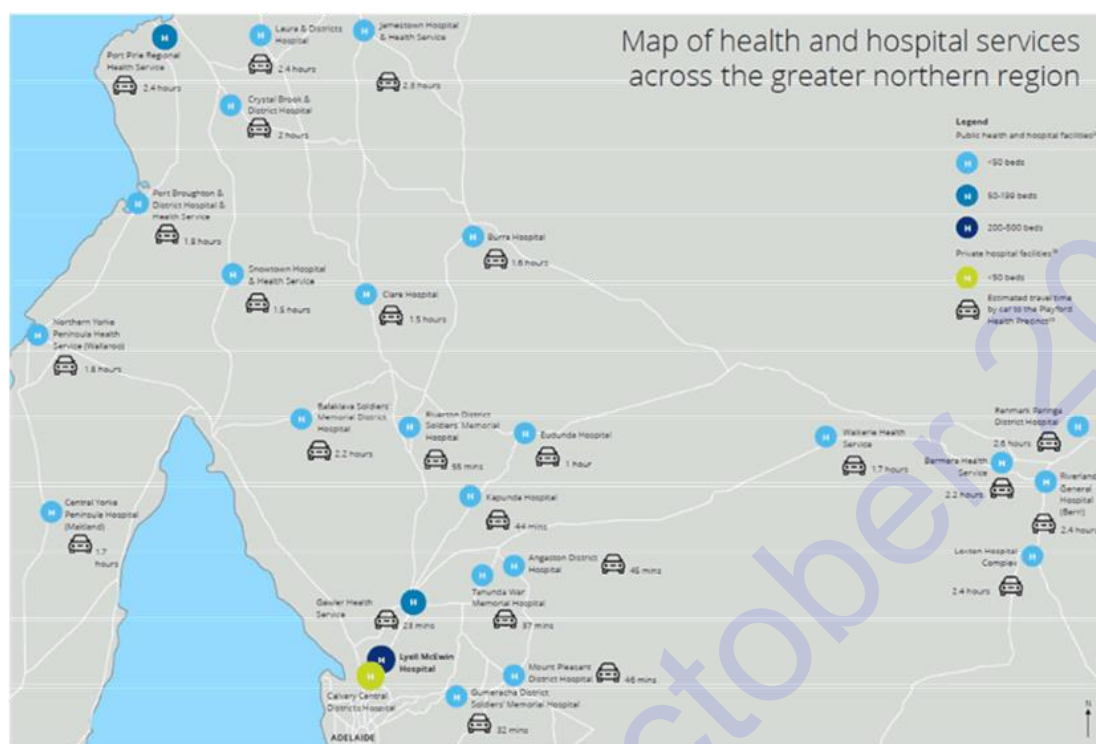 Map of health and hospital services
across the greater northern region
Port Pirie Regional
Health Service
2.4 hours
Laura & Districts
Hospital
2.4 hours
Jamestown Hospital
& Health Service
2.8 hours
Crystal Brook &
District Hospital
2 hours
Legend
Public health and hospital facilities
<50 beds
H
50-199 beds
200-500 beds
Private hospital facilities
<50 beds
Estimated travel time
by car to the Playford
Health Precinct
Port Broughton &
District Hospital &
Health Service
1.8 hours
Burra Hospital
1.6 hours
Snowtown Hospital
& Health Service
1.5 hours
Clare Hospital
1.5 hours
Northern Yorke
Peninsula Health
Service (Wallaroo)
1.8 hours
Balaklava Soldiers'
Memorial District
Hospital
2.2 hours
Riverton District
Soldiers' Memorial
Hospital
55 mins
Eudunda Hospital
1 hour
Waikerie Health
Service
1.7 hours
Renmark Paringa
District Hospital
2.6 hours
Barmera Health
Service
2.2 hours
Riverland
General
Hospital
(Berri)
2.4 hours
Central Yorke
Peninsula Hospital
(Maitland)
1.7
hours
Kapunda Hospital
44 mins
Angaston District
Hospital
45 mins
Loxton Hospital
Complex
2.4 hours
Tanunda War
Memorial Hospital
37 mins
Gawler Health
Service
23 mins
Lyell McEwin
Hospital
Calvary Central
Districts Hospital
Mount Pleasant
District Hospital
46 mins
Gumeracha District
Soldiers' Memorial Hospital
32 mins
ADELAIDE
N